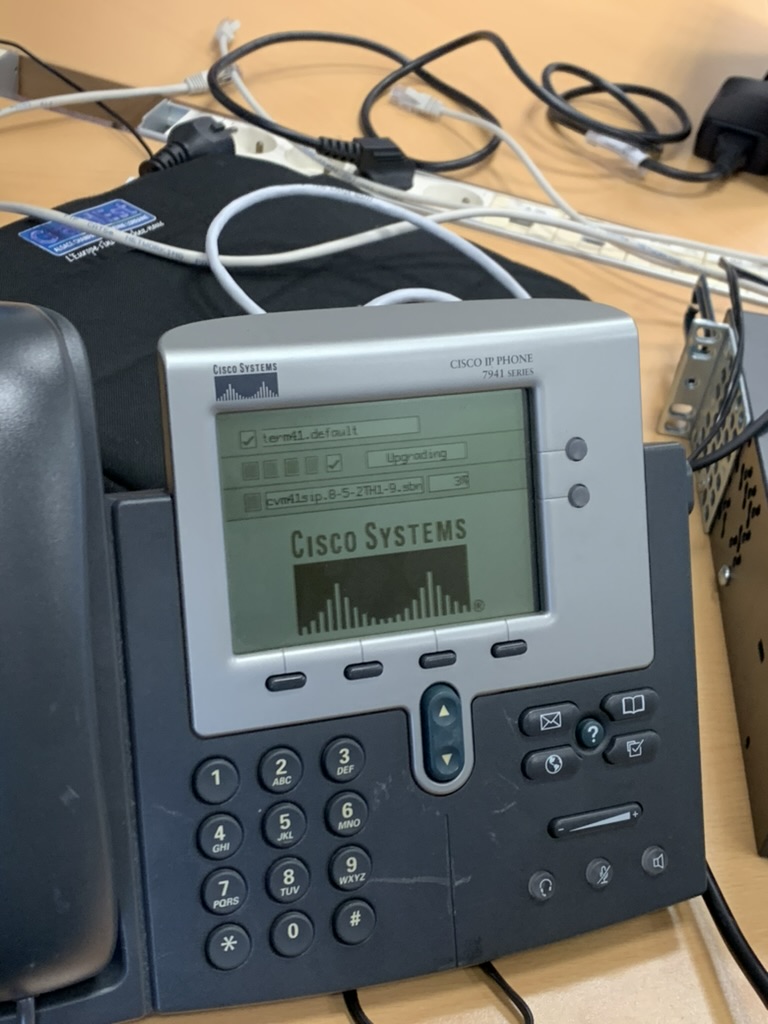 L'Europe s'
CISCO SYSTEMS
CISCO IP PHONE
7941 SERIES
term41.default
Upgrading
cvm41sip.8-5-2TH1-9.sbn 3%
CISCO SYSTEMS
®
?
1
2 ABC
3 DEF
4 GHI
5 JKL
6 MNO
7 PQRS
8 TUV
9 WXYZ
*
0
#
- +